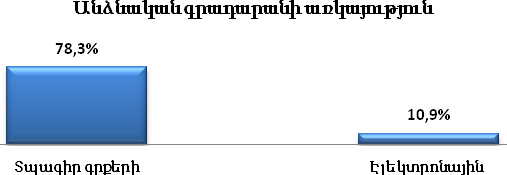 Անձնական գրադարանի առկայություն
78,3%
10,9%
Տպագիր գրքերի
Էլեկտրոնային